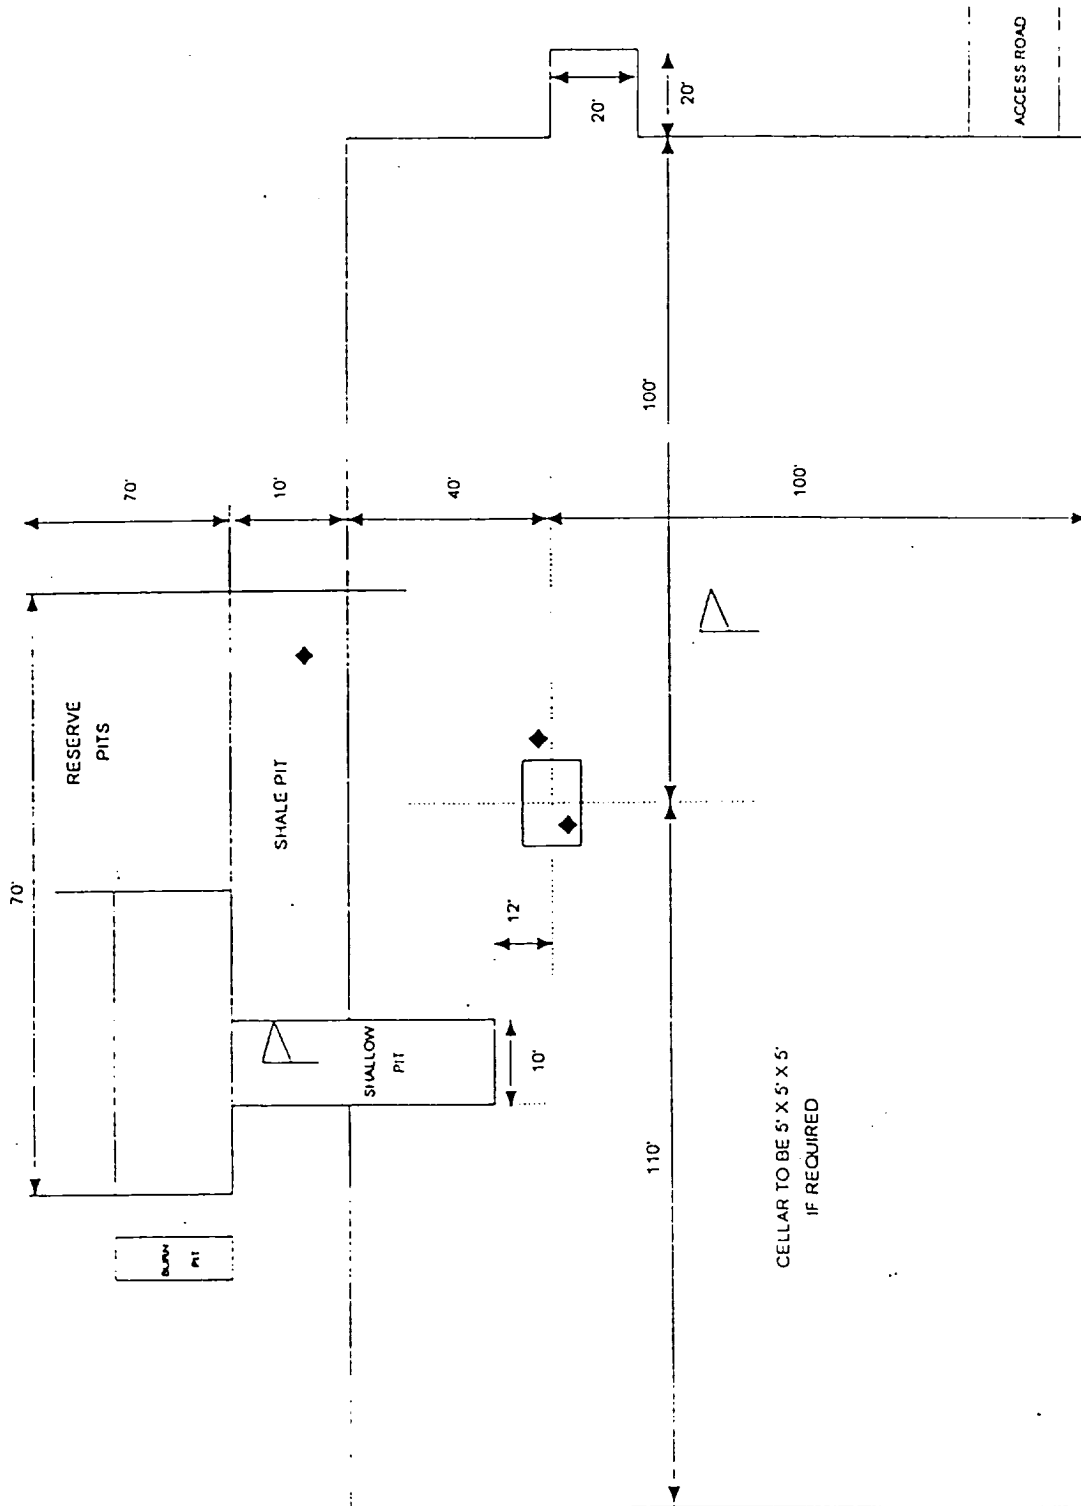 70'
RESERVE
PITS
BURN
PIT
SHALE PIT
SHALLOW
PIT
10'
12'
110'
CELLAR TO BE 5' X 5' X 5'
IF REQUIRED
70'
10'
40'
100'
100'
20'
20'
ACCESS ROAD